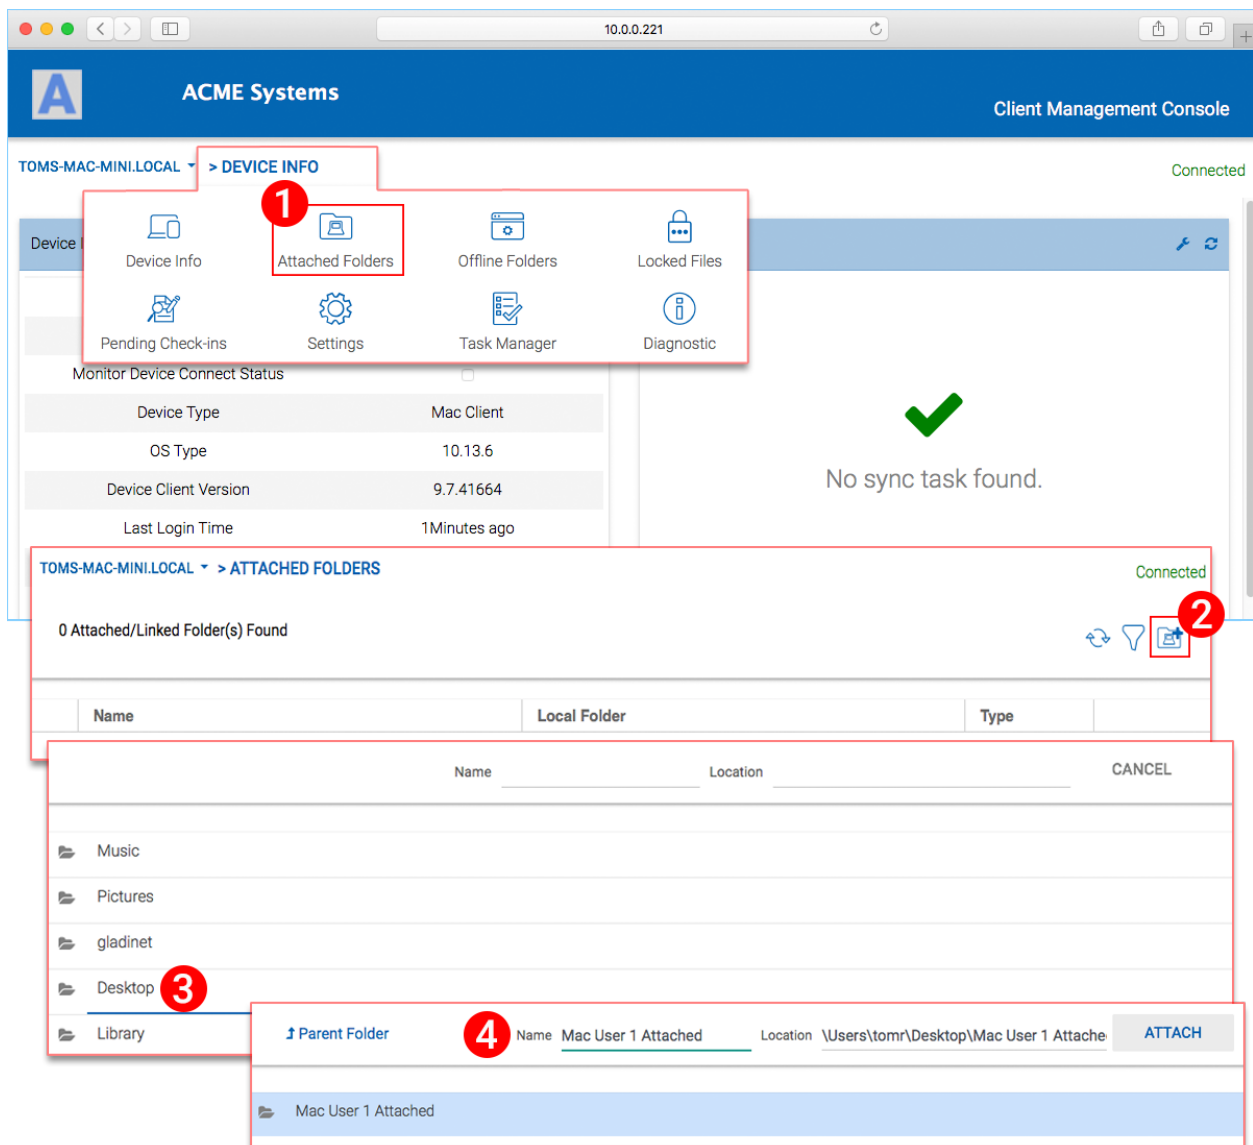 10.0.0.221
A
ACME Systems
Client Management Console
TOMS-MAC-MINI.LOCAL > DEVICE INFO
Connected
1
Device I
Device Info
Attached Folders
Offline Folders
Locked Files
Pending Check-ins
Settings
Task Manager
Diagnostic
Monitor Device Connect Status
Device Type Mac Client
OS Type 10.13.6
Device Client Version 9.7.41664
Last Login Time 1Minutes ago
No sync task found.
TOMS-MAC-MINI.LOCAL > ATTACHED FOLDERS
Connected
0 Attached/Linked Folder(s) Found
2
Name Local Folder Type
Name Location CANCEL
Music
Pictures
gladinet
Desktop 3
Library
Parent Folder 4 Name Mac User 1 Attached Location \Users\tomr\Desktop\Mac User 1 Attache ATTACH
Mac User 1 Attached